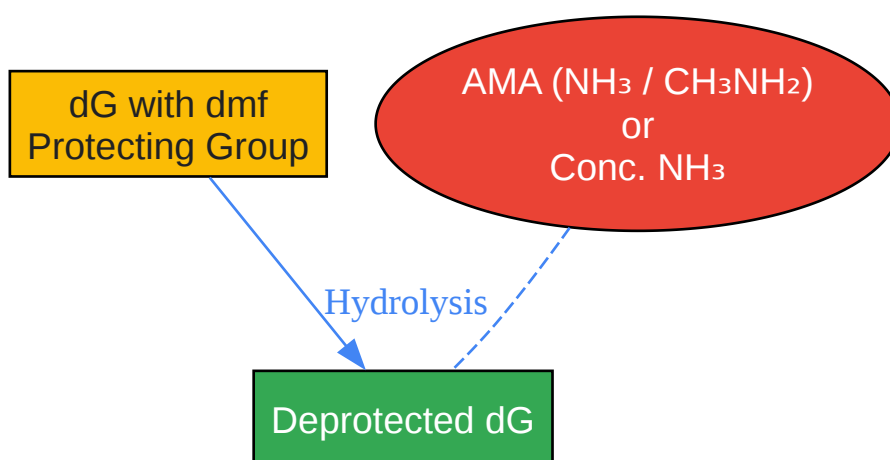 dG with dmf
Protecting Group
AMA (NH₃ / CH₃NH₂)
or
Conc. NH₃
Hydrolysis
Deprotected dG